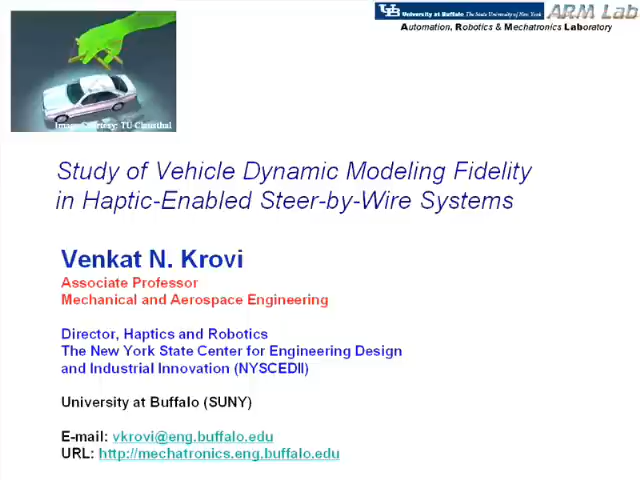 UB University at Buffalo The State University of New York ARM Lab
Automation, Robotics & Mechatronics Laboratory
Image Courtesy: TU Clausthal
Study of Vehicle Dynamic Modeling Fidelity
in Haptic-Enabled Steer-by-Wire Systems
Venkat N. Krovi
Associate Professor
Mechanical and Aerospace Engineering
Director, Haptics and Robotics
The New York State Center for Engineering Design
and Industrial Innovation (NYSCEDII)
University at Buffalo (SUNY)
E-mail: vkrovi@eng.buffalo.edu
URL: http://mechatronics.eng.buffalo.edu